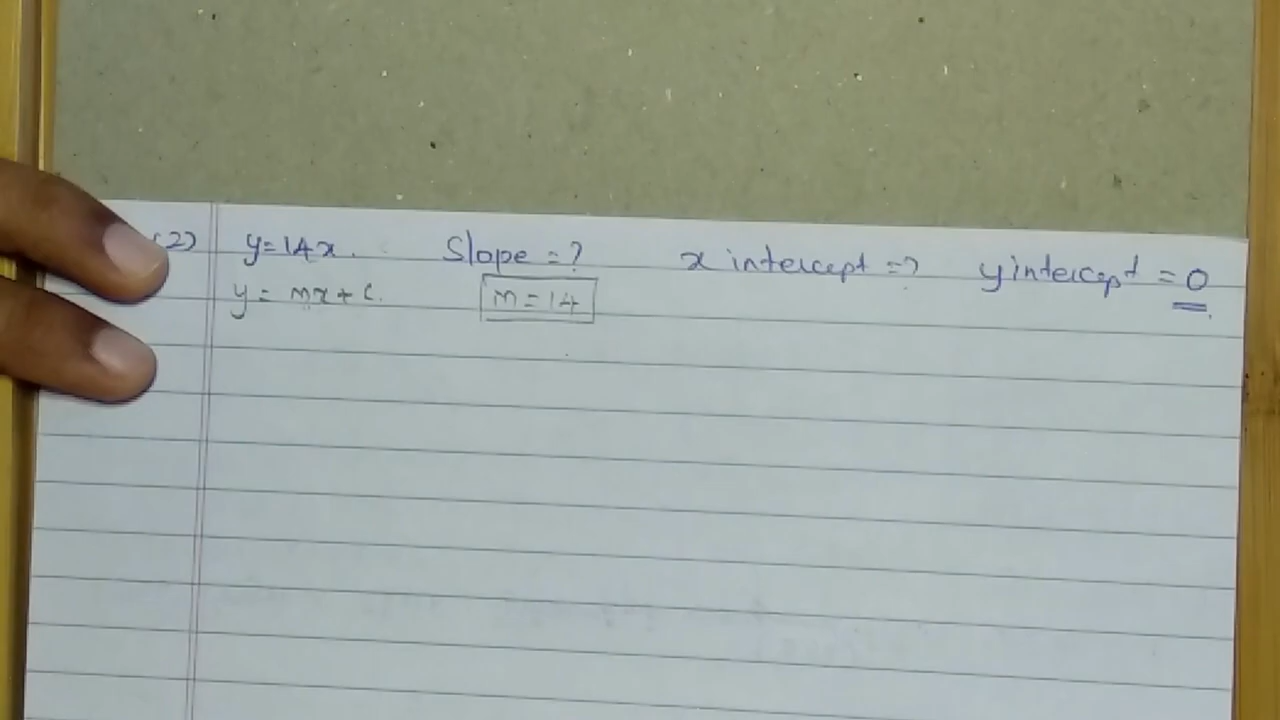 (2) y=14x. Slope =? x intercept =? y intercept = 0
y = mx + c. m = 14